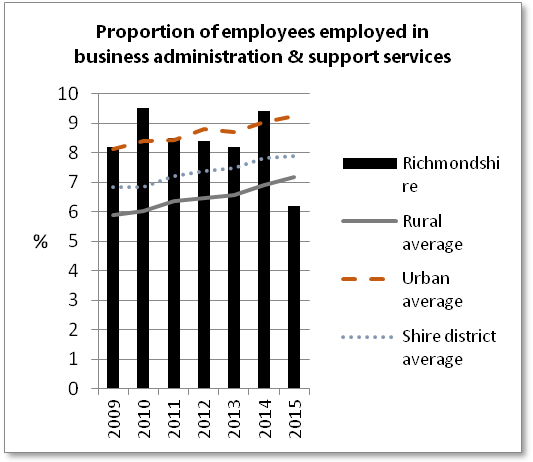 Proportion of employees employed in
business administration & support services
10
9
8
7
6
5
4
3
2
1
0
%
2009
2010
2011
2012
2013
2014
2015
Richmondshi
re
Rural
average
Urban
average
Shire district
average